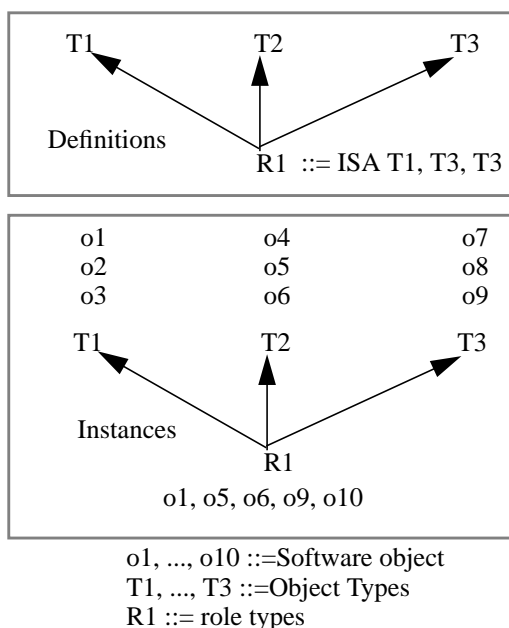 T1 T2 T3
Definitions
R1 ::= ISA T1, T3, T3
o1 o4 o7
o2 o5 o8
o3 o6 o9
T1 T2 T3
Instances
R1
o1, o5, o6, o9, o10
o1, ..., o10 ::=Software object
T1, ..., T3 ::=Object Types
R1 ::= role types